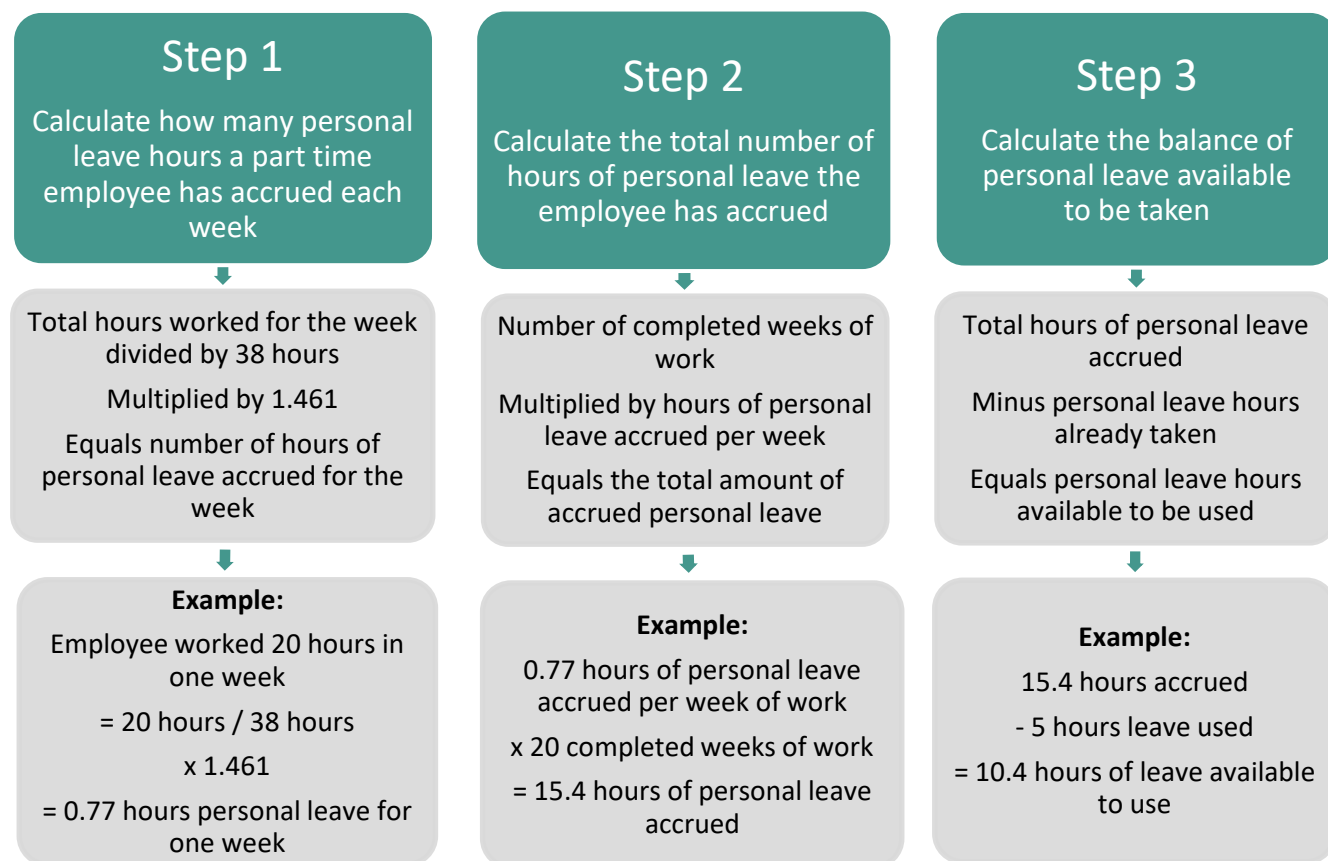 Step 1
Calculate how many personal
leave hours a part time
employee has accrued each
week
Total hours worked for the week
divided by 38 hours
Multiplied by 1.461
Equals number of hours of
personal leave accrued for the
week
Example:
Employee worked 20 hours in
one week
= 20 hours / 38 hours
x 1.461
= 0.77 hours personal leave for
one week
Step 2
Calculate the total number of
hours of personal leave the
employee has accrued
Number of completed weeks of
work
Multiplied by hours of personal
leave accrued per week
Equals the total amount of
accrued personal leave
Example:
0.77 hours of personal leave
accrued per week of work
x 20 completed weeks of work
= 15.4 hours of personal leave
accrued
Step 3
Calculate the balance of
personal leave available
to be taken
Total hours of personal leave
accrued
Minus personal leave hours
already taken
Equals personal leave hours
available to be used
Example:
15.4 hours accrued
- 5 hours leave used
= 10.4 hours of leave available
to use